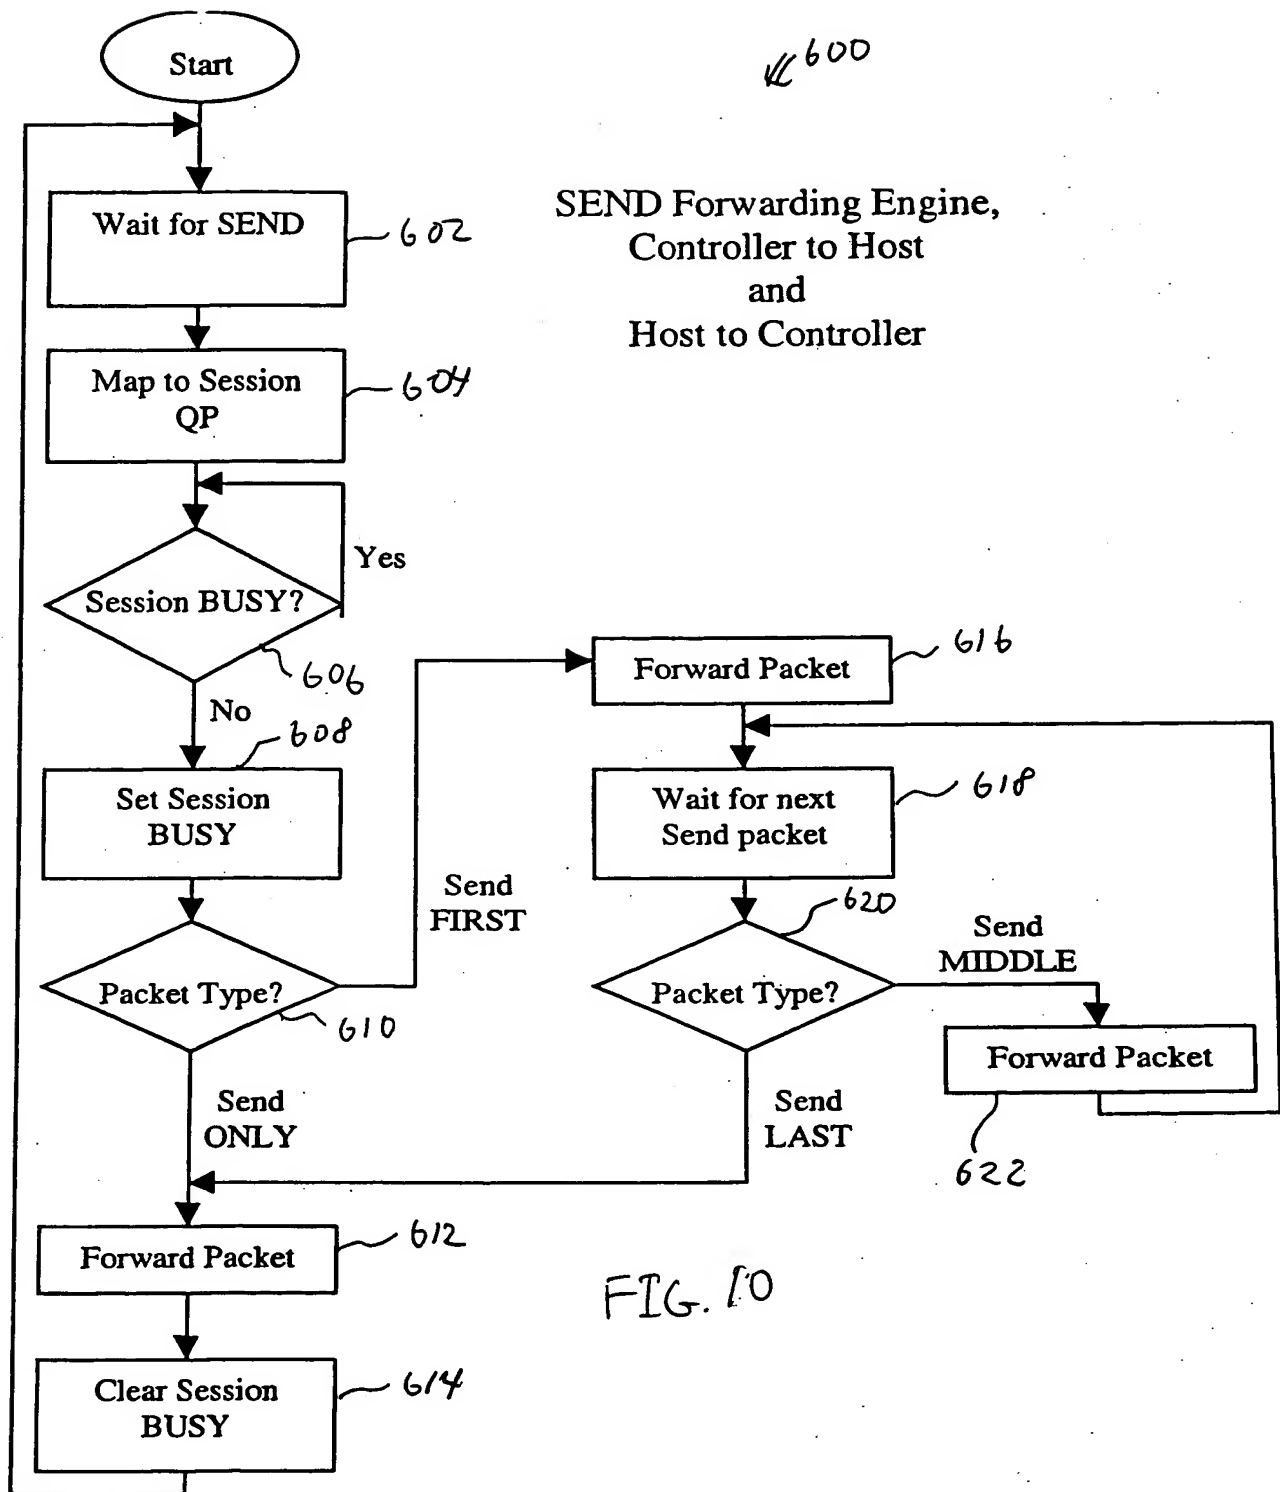 Start
600
SEND Forwarding Engine,
Controller to Host
and
Host to Controller
Wait for SEND
602
Map to Session
QP
604
Yes
Session BUSY?
606
No
608
Set Session
BUSY
Send
FIRST
Packet Type?
610
Send
ONLY
616
Forward Packet
Wait for next
Send packet
618
620
Packet Type?
Send
MIDDLE
Forward Packet
622
Send
LAST
Forward Packet
612
Clear Session
BUSY
614
FIG. 10